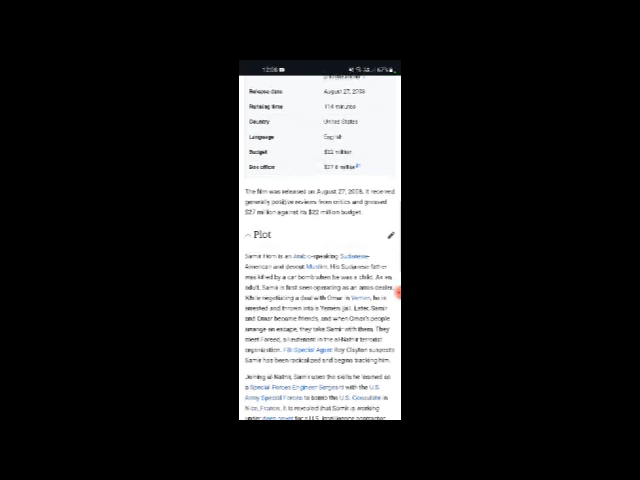 12:08
Release date August 27, 2008
Running time 114 minutes
Country United States
Language English
Budget $22 million
Box office $27.6 million
The film was released on August 27, 2008. It received
generally positive reviews from critics and grossed
$27 million against its $22 million budget.
Plot
Samir Horn is an Arabic-speaking Sudanese-
American and devout Muslim. His Sudanese father
was killed by a car bomb when he was a child. As an
adult, Samir is first seen operating as an arms dealer.
While negotiating a deal with Omar in Yemen, he is
arrested and thrown into a Yemeni jail. Later, Samir
and Omar become friends, and when Omar's people
arrange an escape, they take Samir with them. They
meet Fareed, a lieutenant in the al-Nathir terrorist
organization. FBI Special Agent Roy Clayton suspects
Samir has been radicalized and begins tracking him.
Joining al-Nathir, Samir uses the skills he learned as
a Special Forces Engineer Sergeant with the U.S.
Army Special Forces to bomb the U.S. Consulate in
Nice, France. It is revealed that Samir is working
under deep cover for a U.S. intelligence contractor